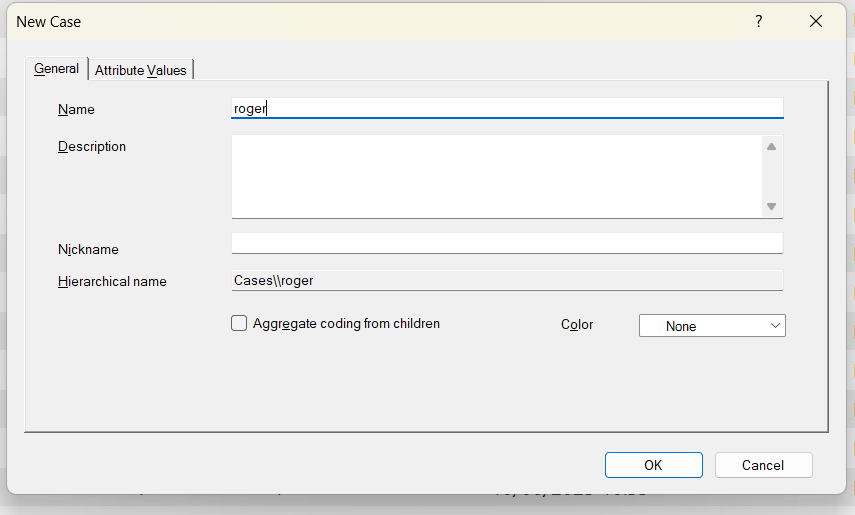 New Case ?
General Attribute Values
Name roger
Description
Nickname
Hierarchical name Cases\\roger
Aggregate coding from children Color None
OK Cancel